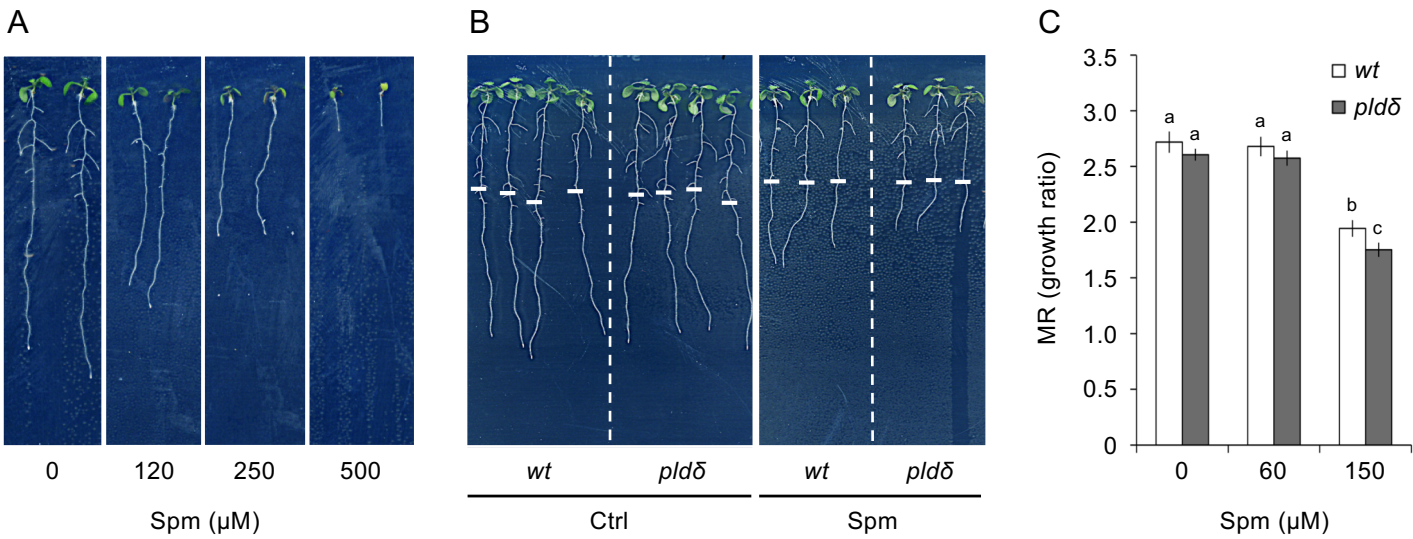 A
0 120 250 500
Spm (µM)
B
wt pldδ wt pldδ
Ctrl Spm
C
MR (growth ratio)
3.5
3.0
2.5
2.0
1.5
1.0
0.5
0
wt
pldδ
a a a a b c
0 60 150
Spm (µM)